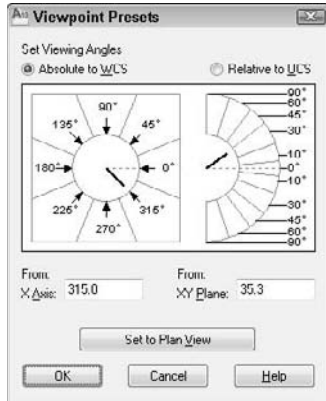 Viewpoint Presets
Set Viewing Angles
Absolute to WCS
Relative to UCS
90°
135° 45°
180° 0°
225° 315°
270°
90°
60°
45°
30°
10°
0°
10°
30°
45°
60°
90°
From:
X Axis: 315.0
From:
XY Plane: 35.3
Set to Plan View
OK Cancel Help